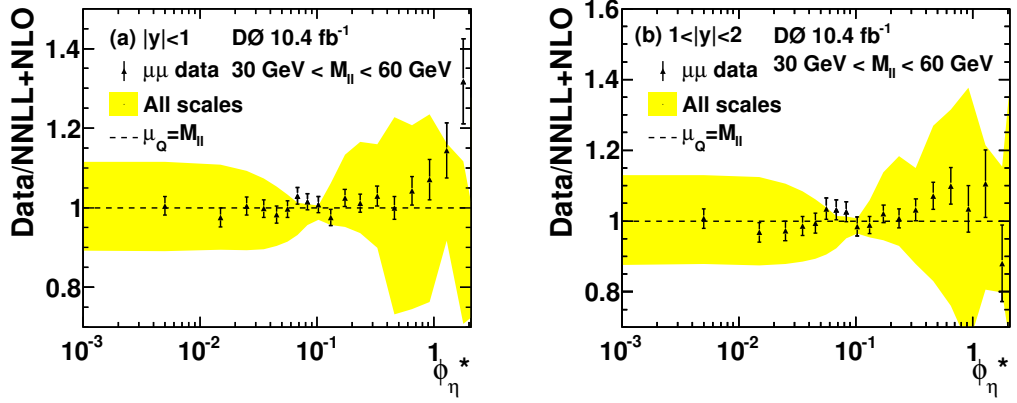 Data/NNLL+NLO
(a) |y|<1 DØ 10.4 fb⁻¹
μμ data 30 GeV < M_ll < 60 GeV
All scales
μ_Q=M_ll
1.4
1.2
1
0.8
10⁻³ 10⁻² 10⁻¹ 1
ϕ_η*
Data/NNLL+NLO
(b) 1<|y|<2 DØ 10.4 fb⁻¹
μμ data 30 GeV < M_ll < 60 GeV
All scales
μ_Q=M_ll
1.6
1.4
1.2
1
0.8
10⁻³ 10⁻² 10⁻¹ 1
ϕ_η*